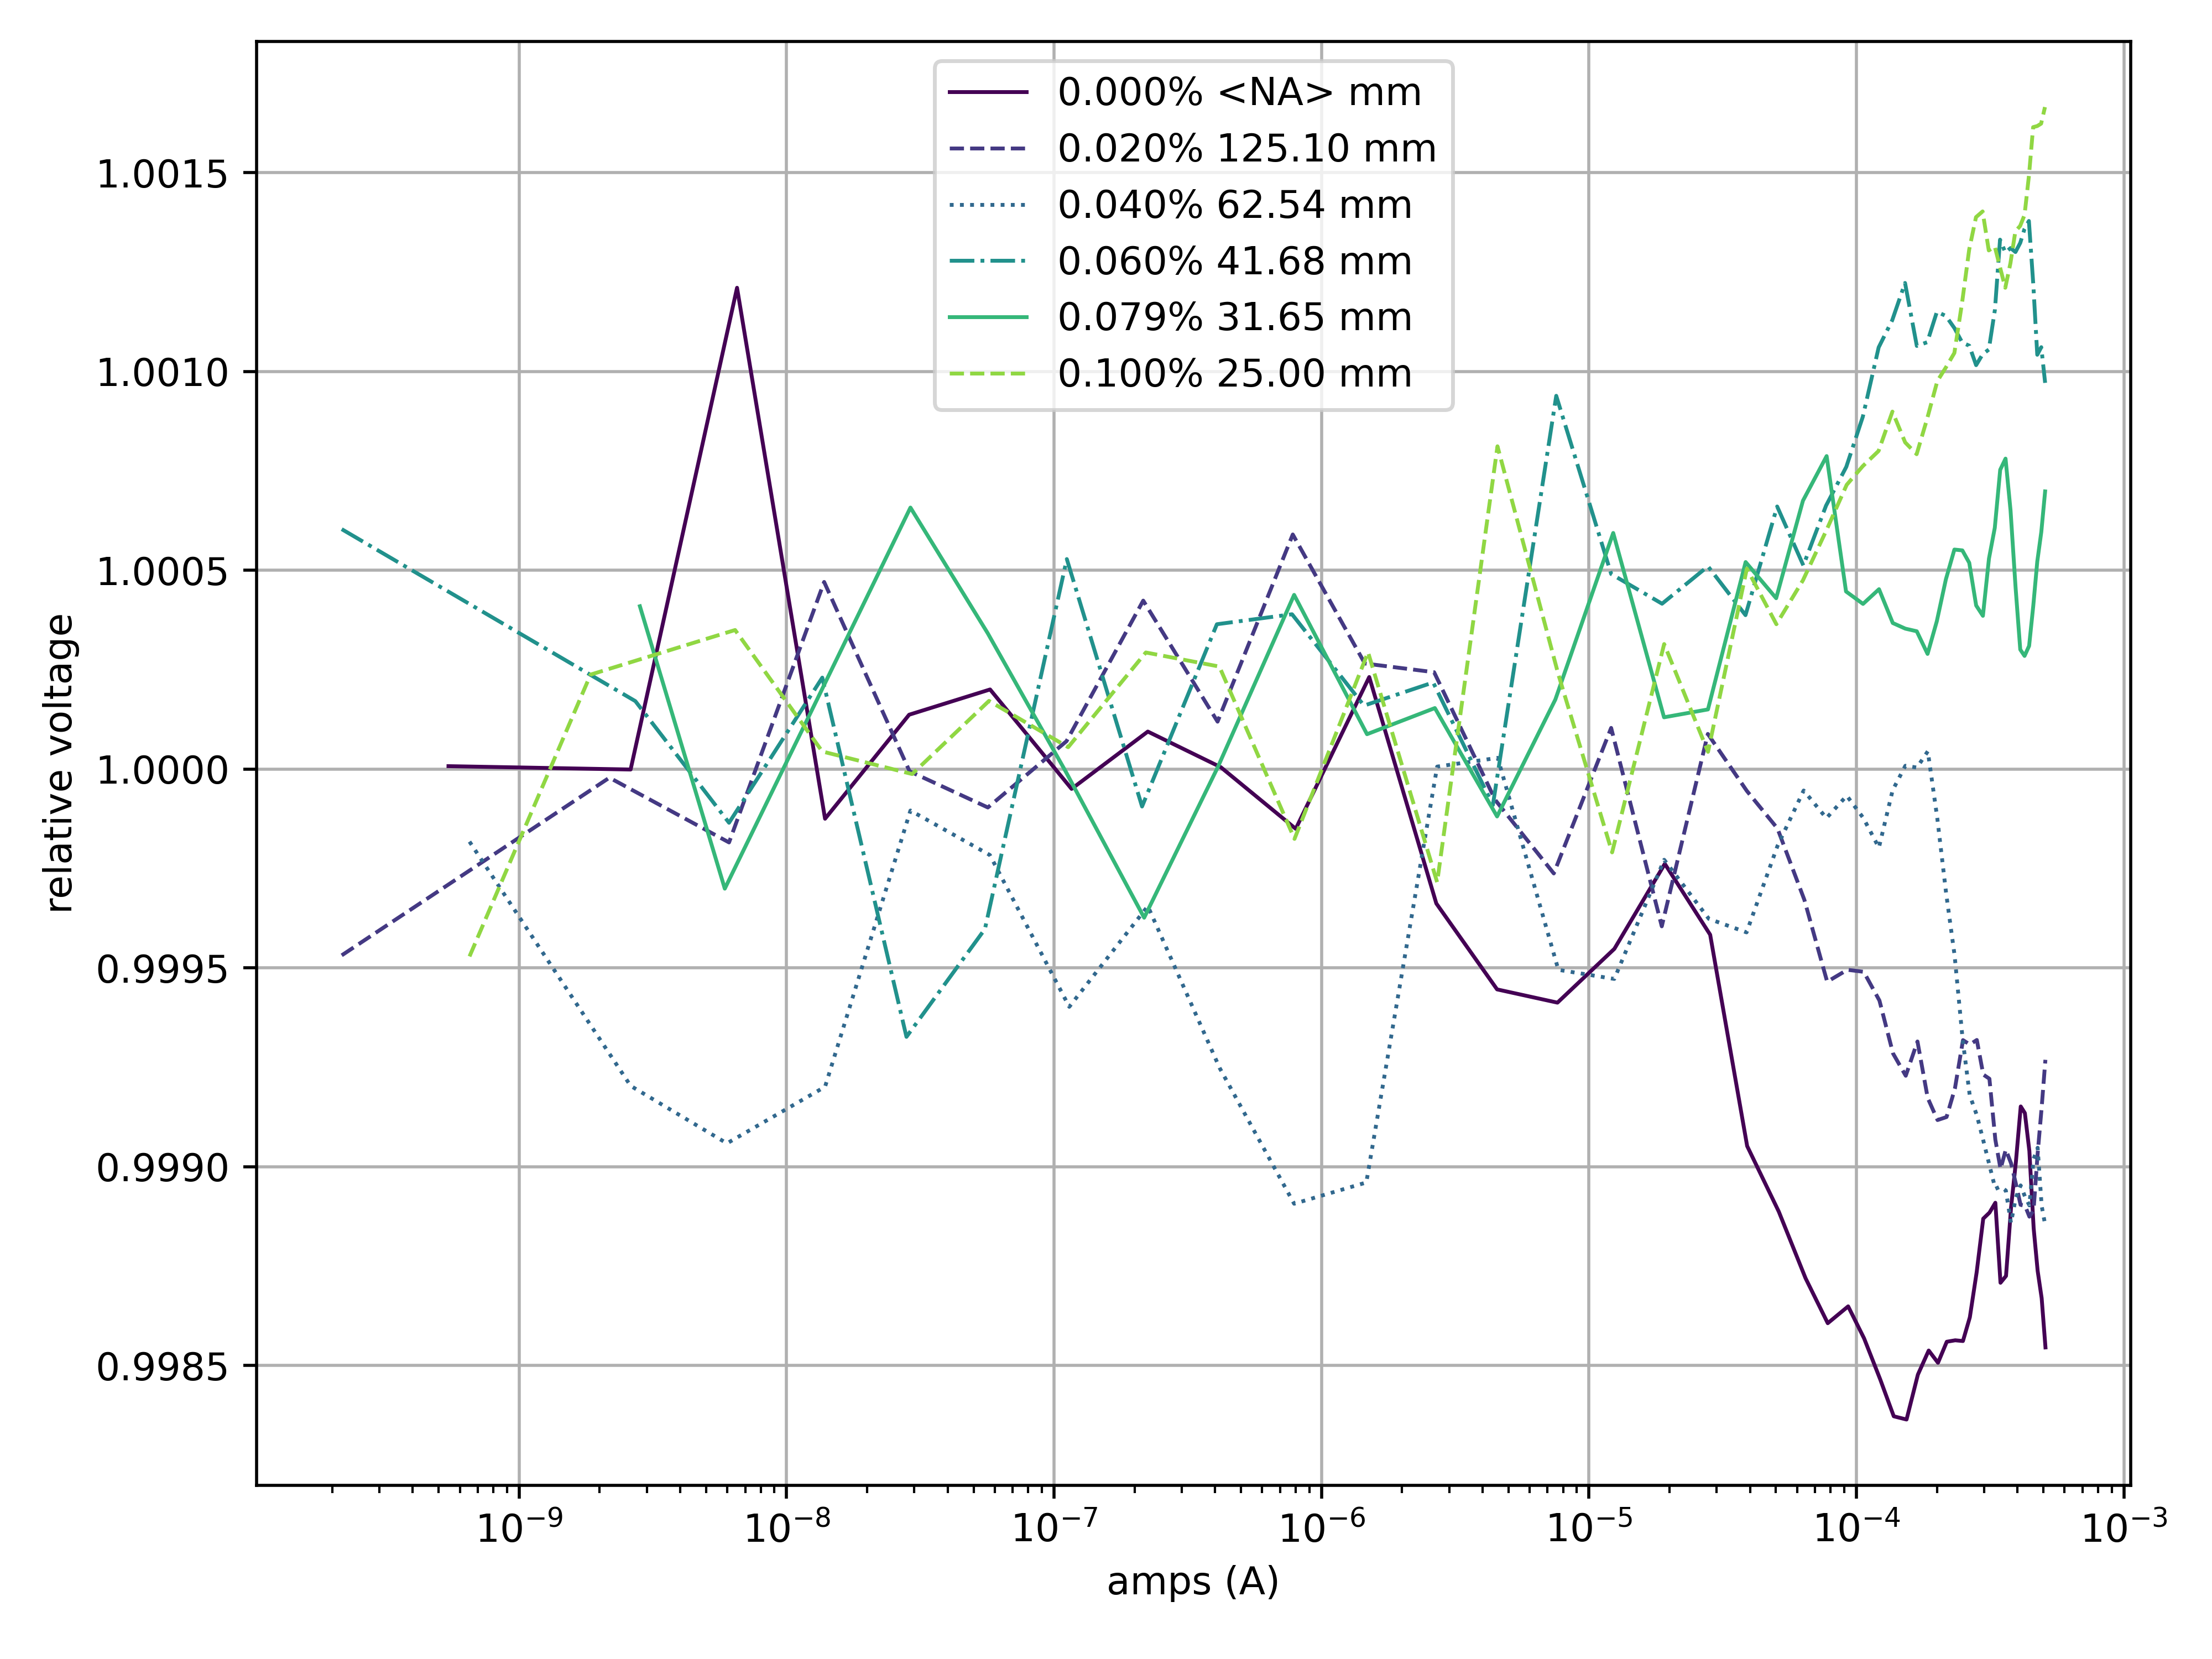 0.000% <NA> mm
0.020% 125.10 mm
0.040% 62.54 mm
0.060% 41.68 mm
0.079% 31.65 mm
0.100% 25.00 mm
1.0015
1.0010
1.0005
1.0000
0.9995
0.9990
0.9985
relative voltage
10⁻⁹ 10⁻⁸ 10⁻⁷ 10⁻⁶ 10⁻⁵ 10⁻⁴ 10⁻³
amps (A)